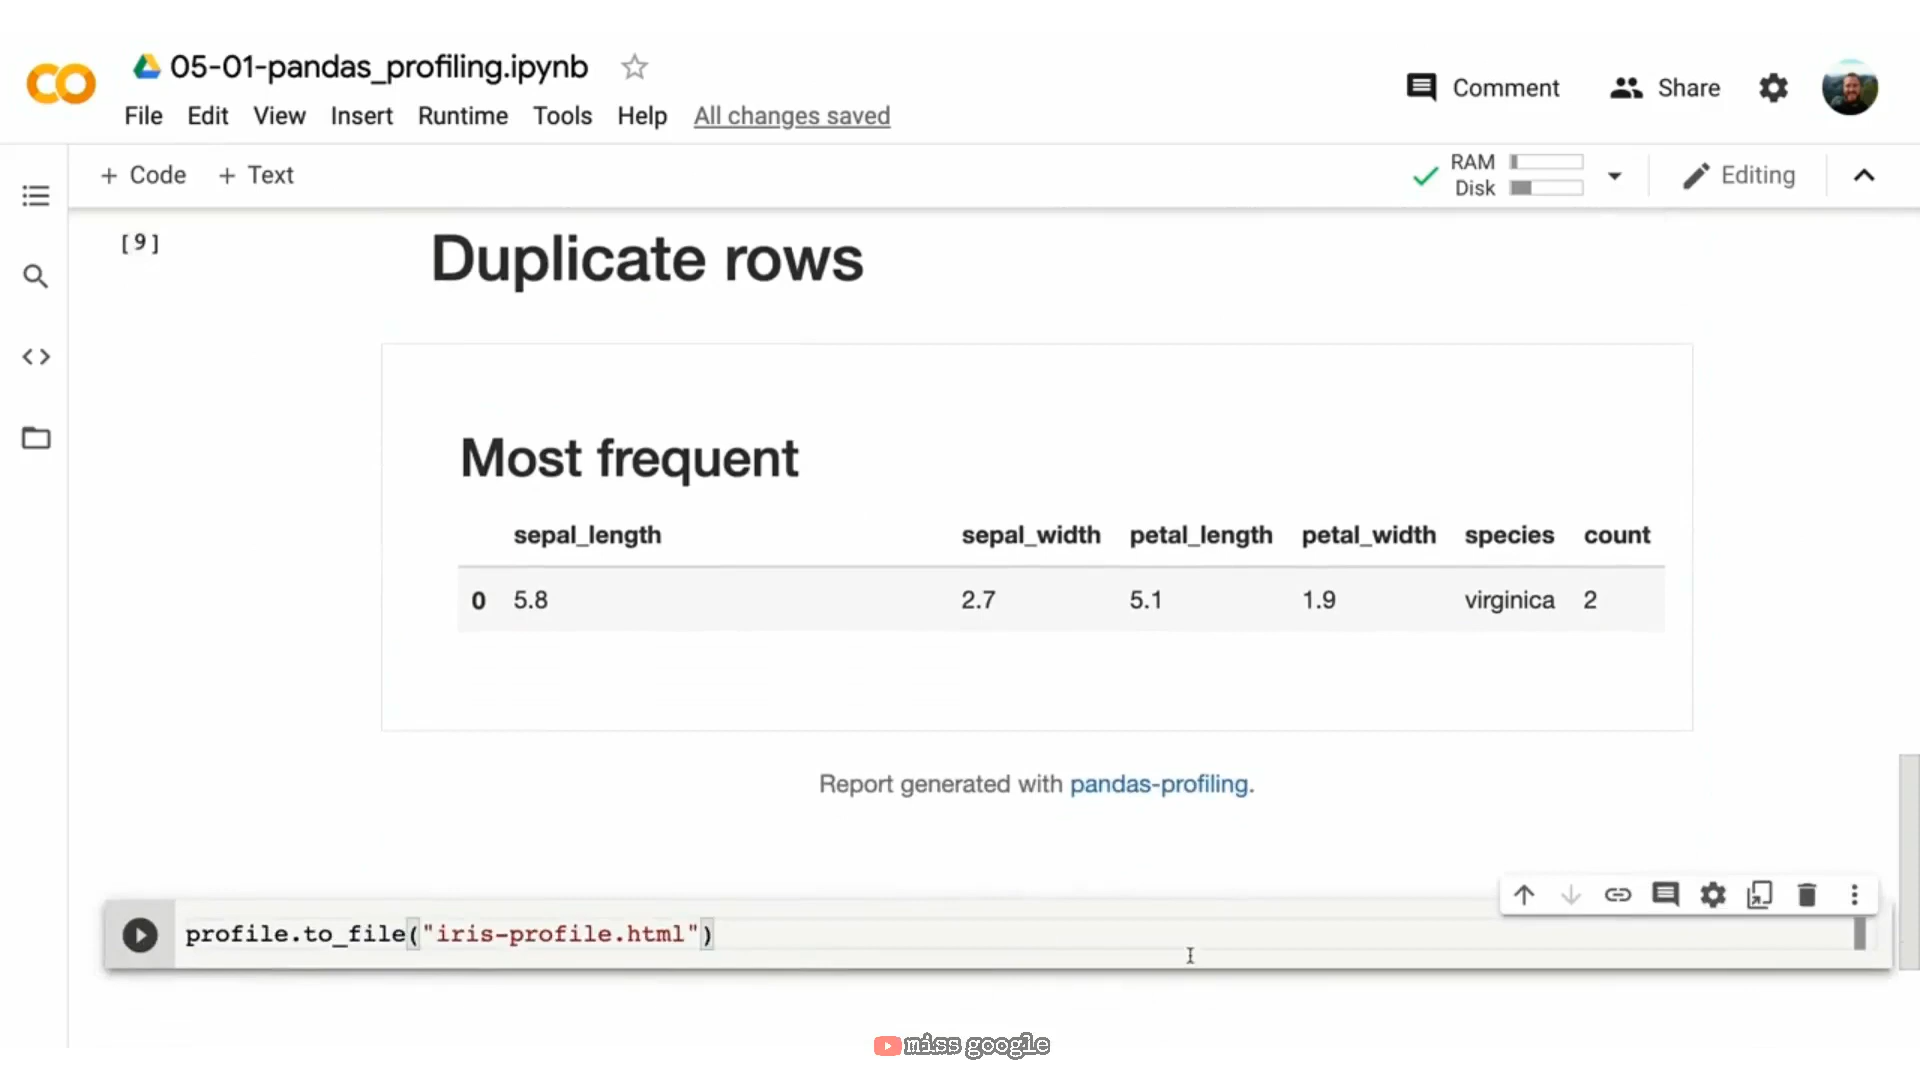 05-01-pandas_profiling.ipynb
Comment
Share
File Edit View Insert Runtime Tools Help All changes saved
+ Code + Text
RAM
Disk
Editing
[9]
Duplicate rows
Most frequent
sepal_length sepal_width petal_length petal_width species count
0 5.8 2.7 5.1 1.9 virginica 2
Report generated with pandas-profiling.
profile.to_file("iris-profile.html")
miss google